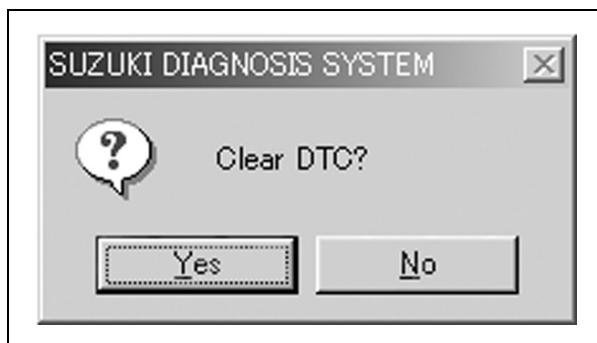 SUZUKI DIAGNOSIS SYSTEM
?
Clear DTC?
Yes No